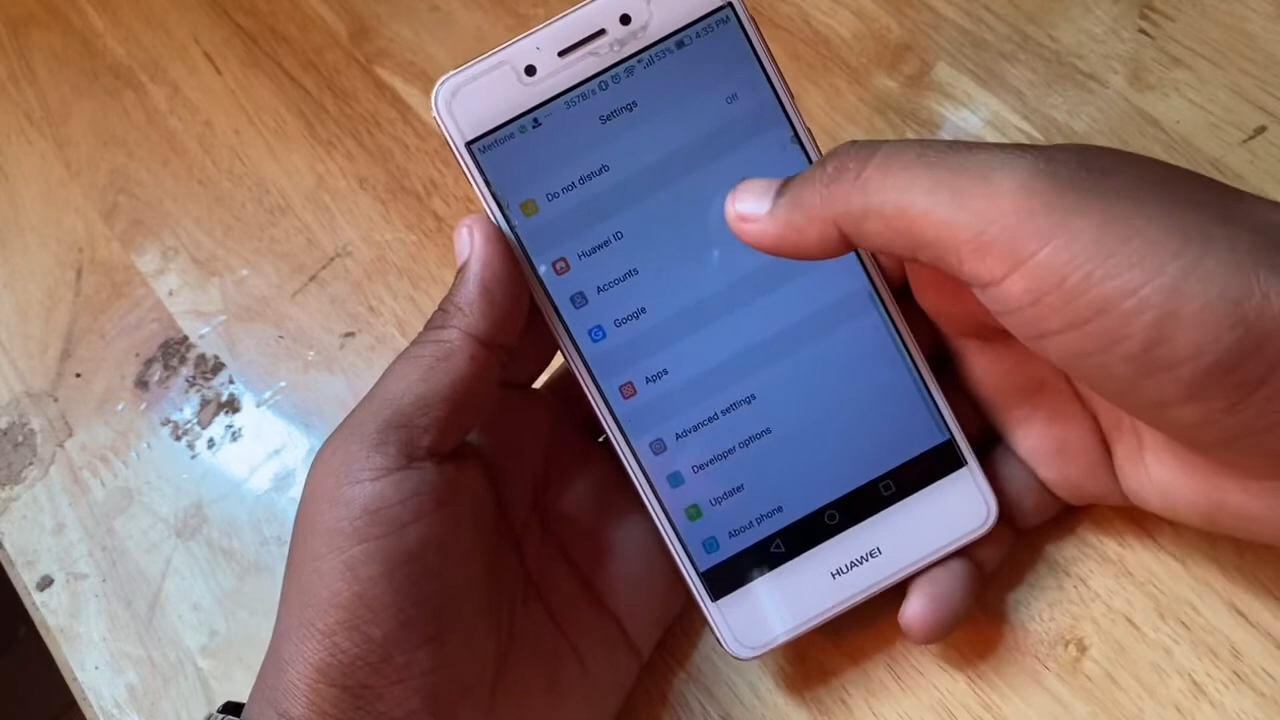 Metfone ... 357B/s 53% 4:35 PM
Settings
Off
Do not disturb
Huawei ID
Accounts
Google
Apps
Advanced settings
Developer options
Updater
About phone
HUAWEI